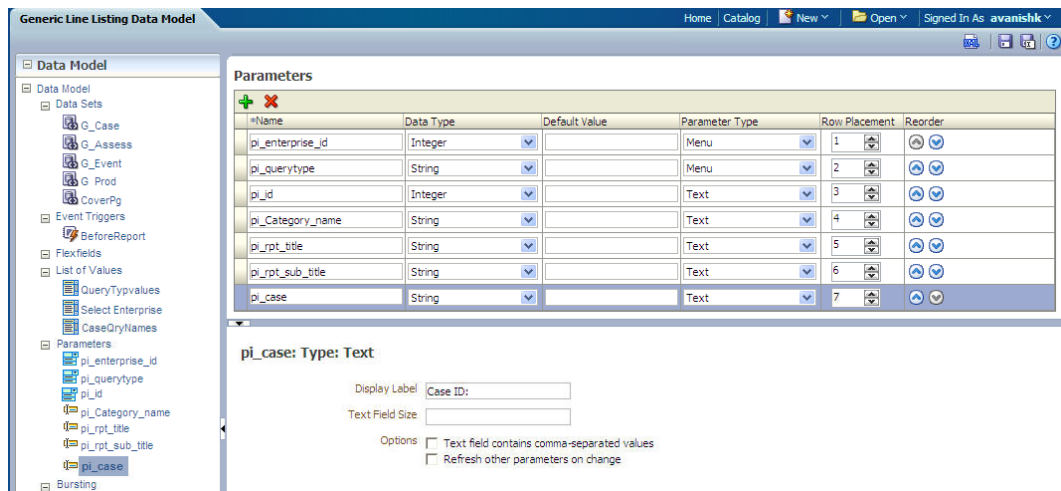 Generic Line Listing Data Model
Home Catalog New Open Signed In As avanishk
Data Model
Data Model
Data Sets
G_Case
G_Assess
G_Event
G_Prod
CoverPg
Event Triggers
BeforeReport
Flexfields
List of Values
QueryTypvalues
Select Enterprise
CaseQryNames
Parameters
pi_enterprise_id
pi_querytype
pi_id
pi_Category_name
pi_rpt_title
pi_rpt_sub_title
pi_case
Bursting
Parameters
*Name Data Type Default Value Parameter Type Row Placement Reorder
pi_enterprise_id Integer Menu 1
pi_querytype String Menu 2
pi_id Integer Text 3
pi_Category_name String Text 4
pi_rpt_title String Text 5
pi_rpt_sub_title String Text 6
pi_case String Text 7
pi_case: Type: Text
Display Label Case ID:
Text Field Size
Options Text field contains comma-separated values
Refresh other parameters on change